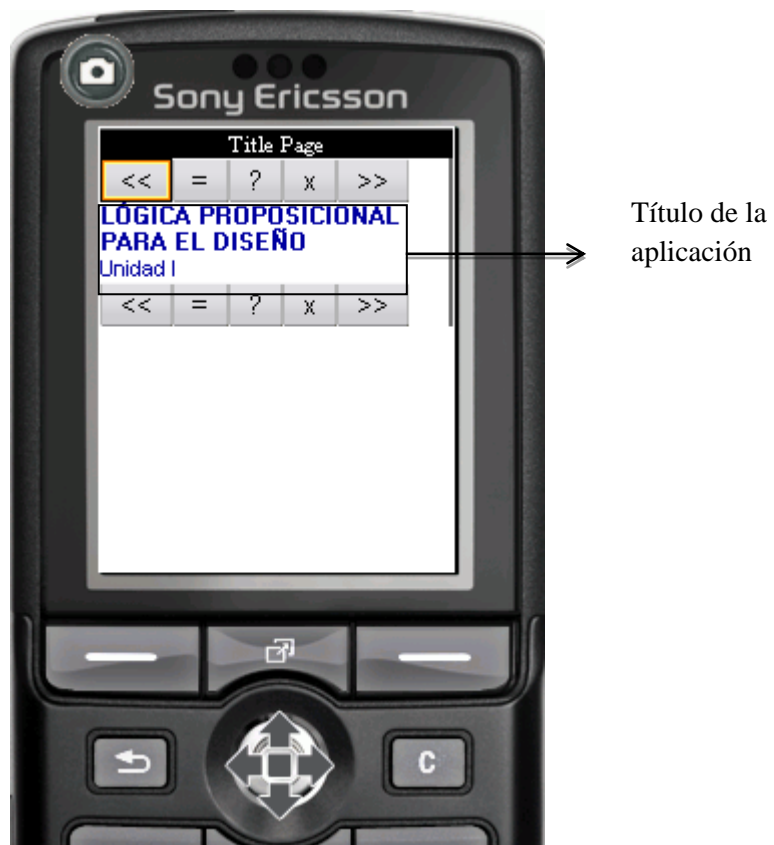 Sony Ericsson
Title Page
<< = ? x >>
LÓGICA PROPOSICIONAL
PARA EL DISEÑO
Unidad I
<< = ? x >>
Título de la
aplicación
C